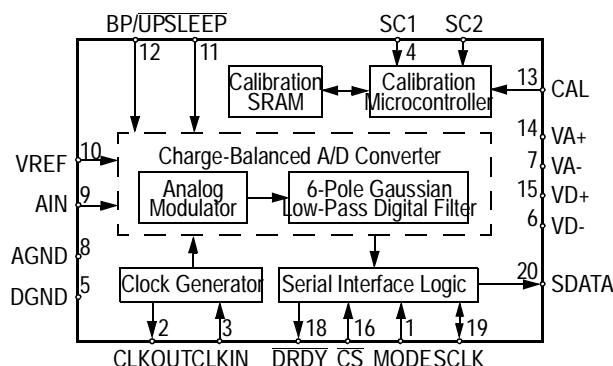 BP/UP SLEEP SC1 SC2
12 11 4
Calibration SRAM
Calibration Microcontroller
13 CAL
14 VA+
7 VA-
15 VD+
6 VD-
VREF 10
AIN 9
AGND 8
DGND 5
Charge-Balanced A/D Converter
Analog Modulator
6-Pole Gaussian Low-Pass Digital Filter
Clock Generator
Serial Interface Logic
20 SDATA
2 3 18 16 1 19
CLKOUT CLKIN DRDY CS MODE SCLK